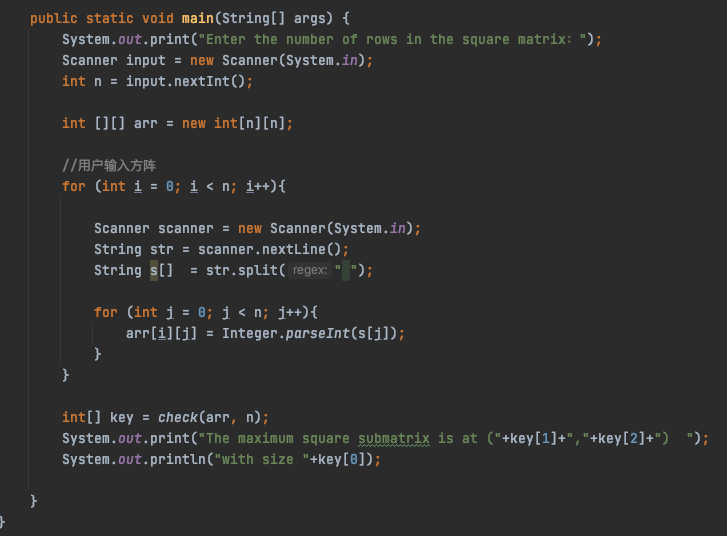 public static void main(String[] args) {
System.out.print("Enter the number of rows in the square matrix: ");
Scanner input = new Scanner(System.in);
int n = input.nextInt();
int [][] arr = new int[n][n];
//用户输入方阵
for (int i = 0; i < n; i++){
Scanner scanner = new Scanner(System.in);
String str = scanner.nextLine();
String s[]  = str.split( regex: " ");
for (int j = 0; j < n; j++){
arr[i][j] = Integer.parseInt(s[j]);
}
}
int[] key = check(arr, n);
System.out.print("The maximum square submatrix is at ("+key[1]+","+key[2]+")  ");
System.out.println("with size "+key[0]);
}
}